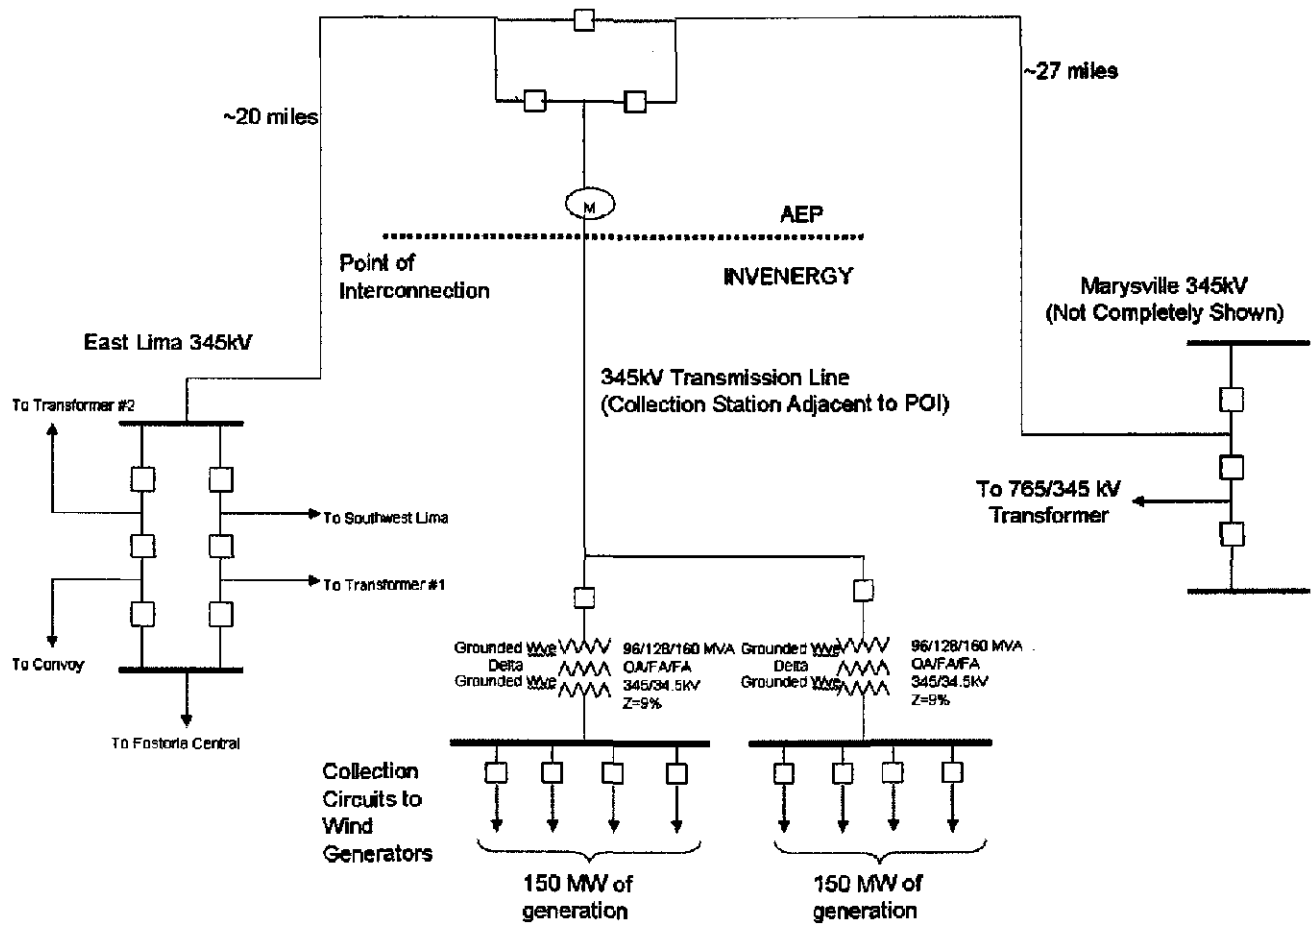 ~20 miles
~27 miles
M
AEP
Point of
Interconnection
INVENERGY
Marysville 345kV
(Not Completely Shown)
East Lima 345kV
345kV Transmission Line
(Collection Station Adjacent to POI)
To Transformer #2
To 765/345 kV
Transformer
To Southwest Lima
To Transformer #1
To Convoy
To Fostoria Central
Grounded Wye
Delta
Grounded Wye
96/128/160 MVA
OA/FA/FA
345/34.5kV
Z=9%
Grounded Wye
Delta
Grounded Wye
96/128/160 MVA
OA/FA/FA
345/34.5kV
Z=9%
Collection
Circuits to
Wind
Generators
150 MW of
generation
150 MW of
generation